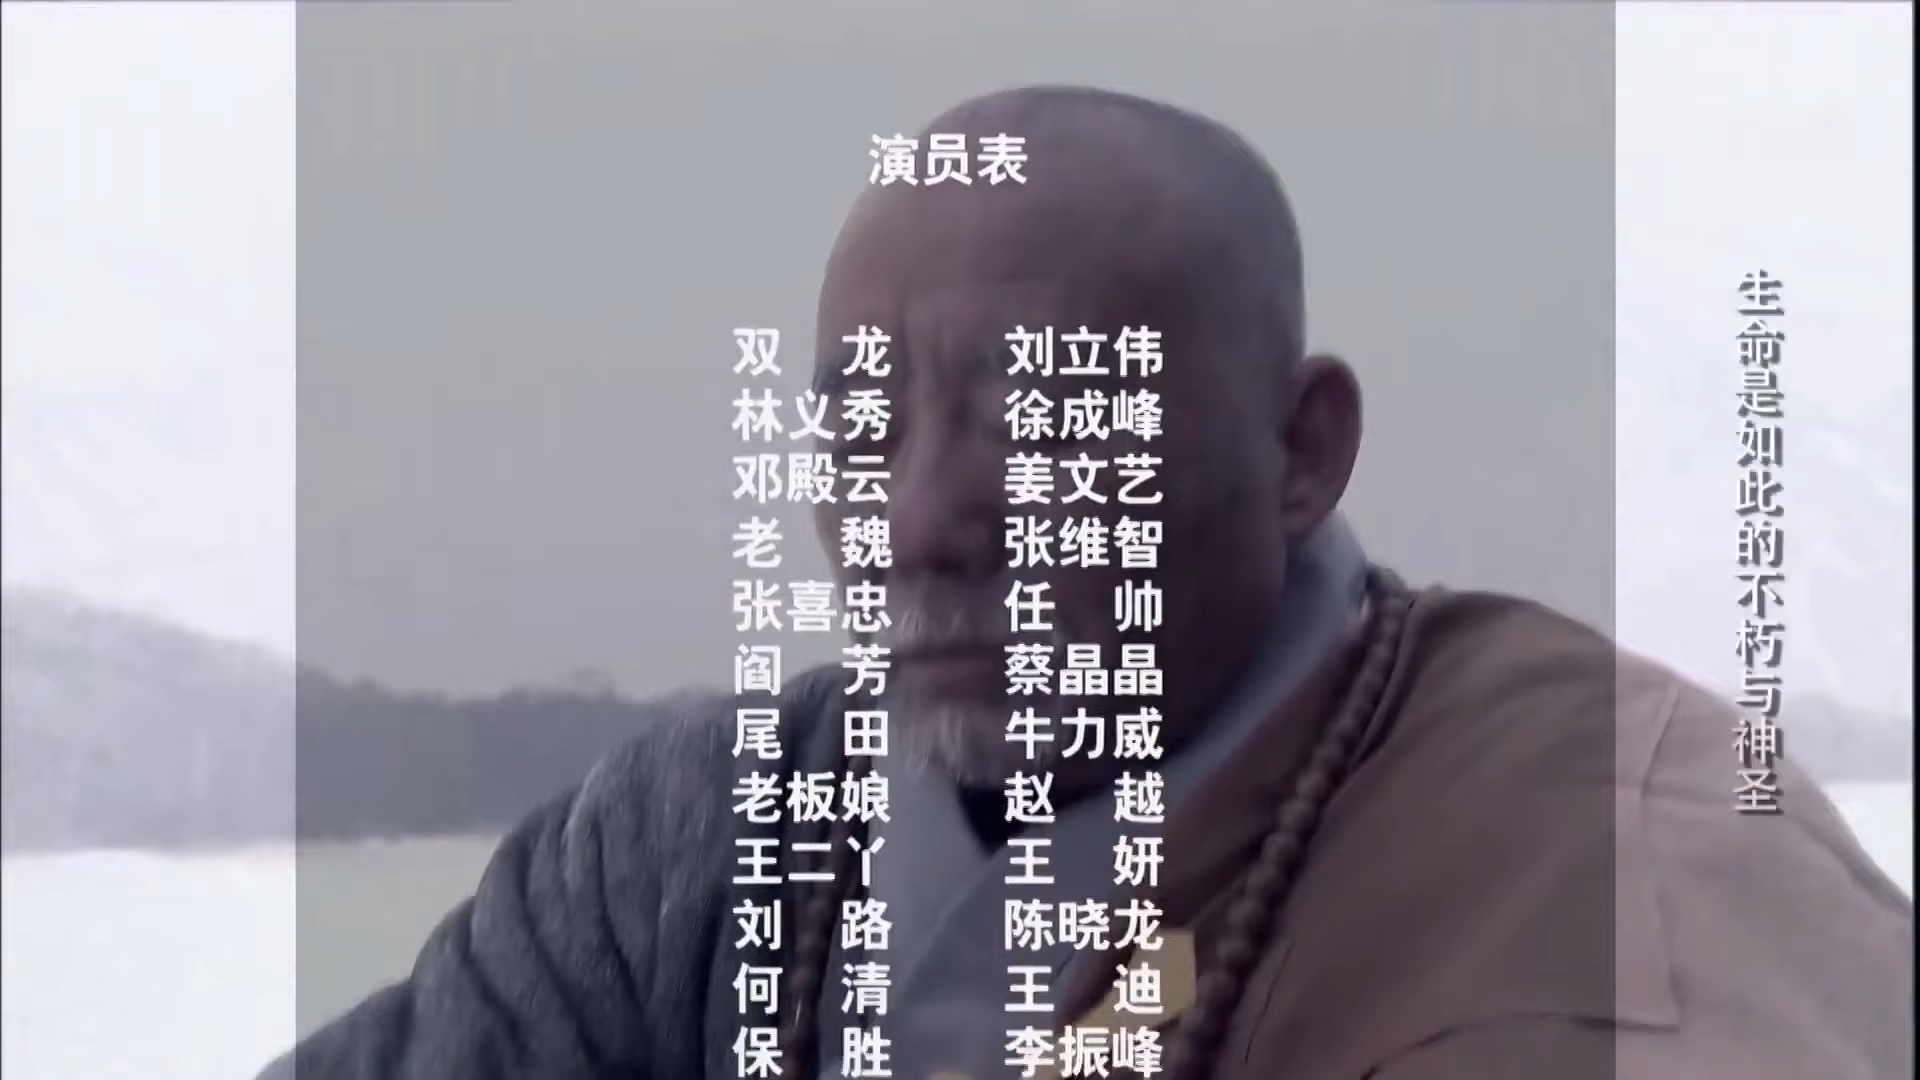 演员表
双 龙 刘立伟
林义秀 徐成峰
邓殿云 姜文艺
老 魏 张维智
张喜忠 任 帅
阎 芳 蔡晶晶
尾 田 牛力威
老板娘 赵 越
王二丫 王 妍
刘 路 陈晓龙
何 清 王 迪
保 胜 李振峰
生命是如此的不朽与神圣